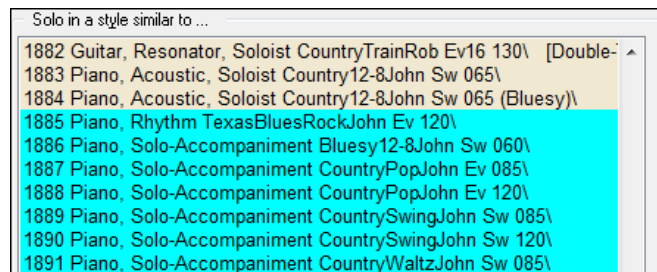 Solo in a style similar to ...
1882 Guitar, Resonator, Soloist CountryTrainRob Ev16 130\ [Double-
1883 Piano, Acoustic, Soloist Country12-8John Sw 065\
1884 Piano, Acoustic, Soloist Country12-8John Sw 065 (Bluesy)\
1885 Piano, Rhythm TexasBluesRockJohn Ev 120\
1886 Piano, Solo-Accompaniment Bluesy12-8John Sw 060\
1887 Piano, Solo-Accompaniment CountryPopJohn Ev 085\
1888 Piano, Solo-Accompaniment CountryPopJohn Ev 120\
1889 Piano, Solo-Accompaniment CountrySwingJohn Sw 085\
1890 Piano, Solo-Accompaniment CountrySwingJohn Sw 120\
1891 Piano, Solo-Accompaniment CountryWaltzJohn Sw 085\